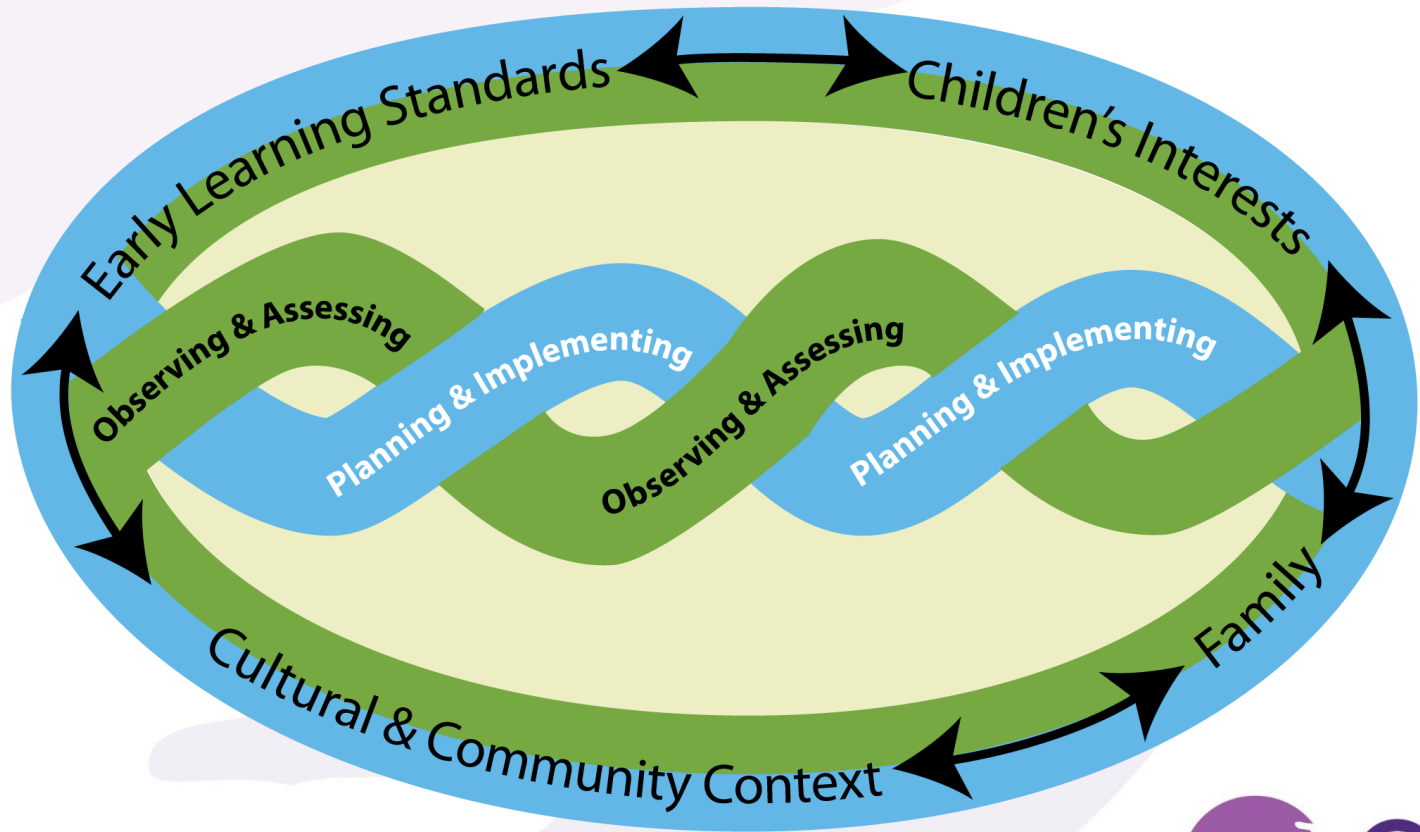 Early Learning Standards
Children's Interests
Observing & Assessing
Planning & Implementing
Observing & Assessing
Planning & Implementing
Family
Cultural & Community Context